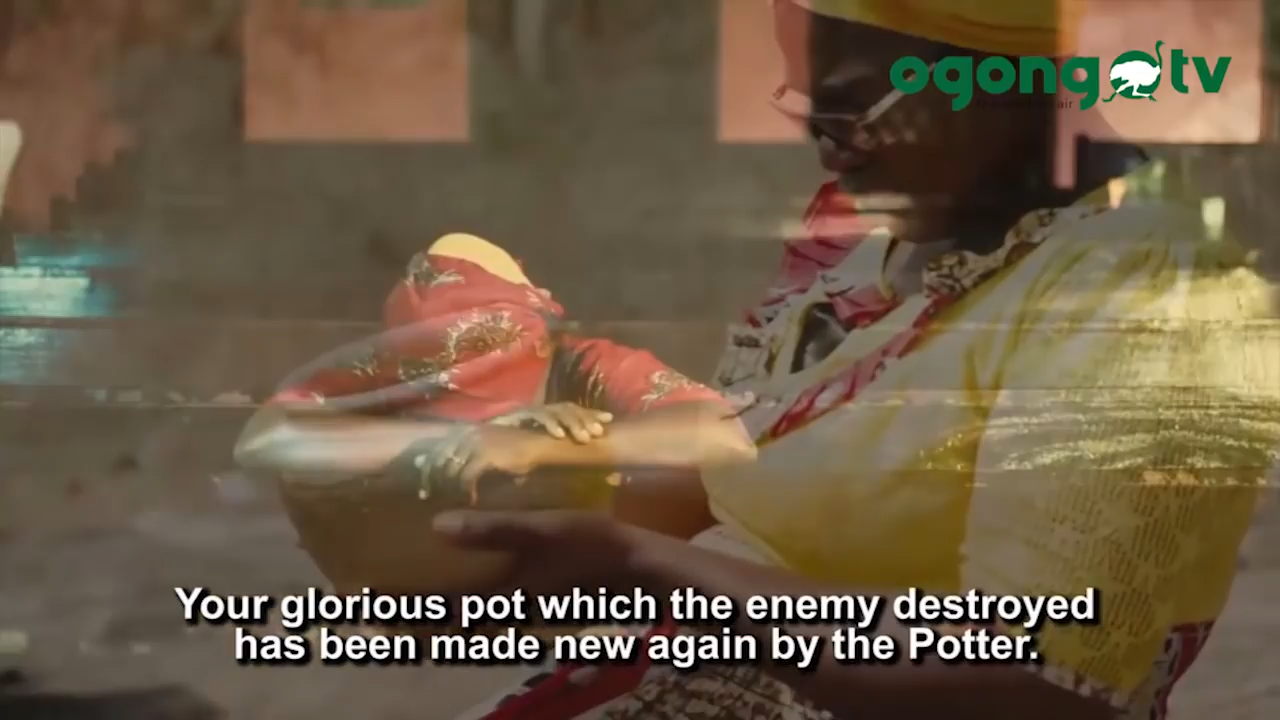 ogong tv
Your glorious pot which the enemy destroyed
has been made new again by the Potter.